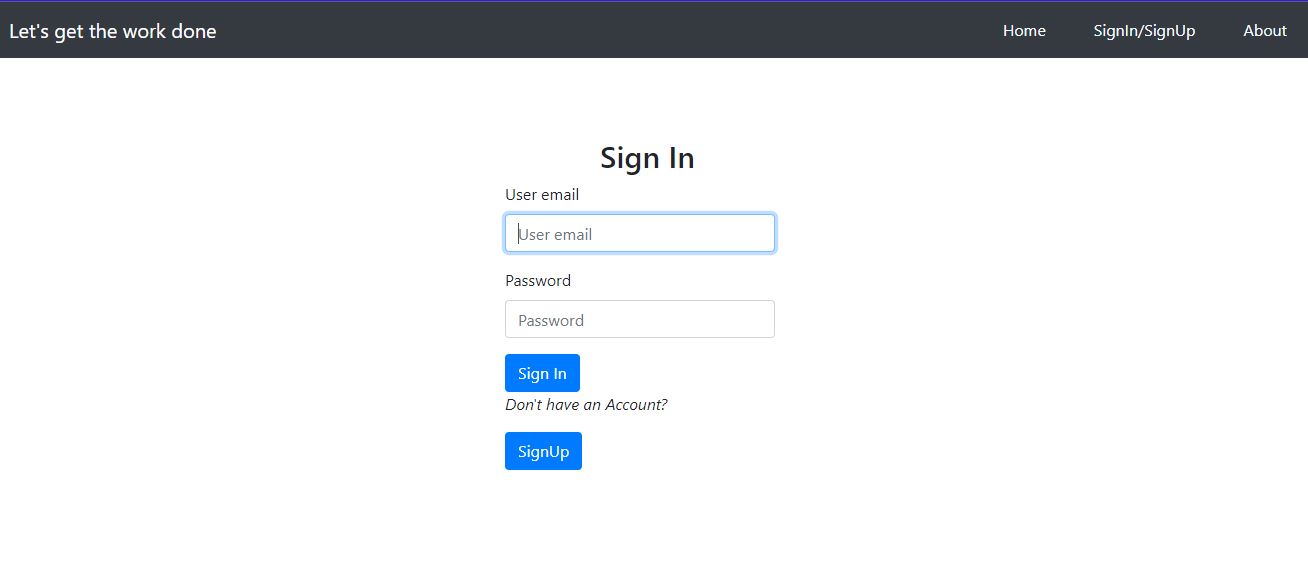 Let's get the work done Home SignIn/SignUp About
Sign In
User email
User email
Password
Password
Sign In
Don't have an Account?
SignUp